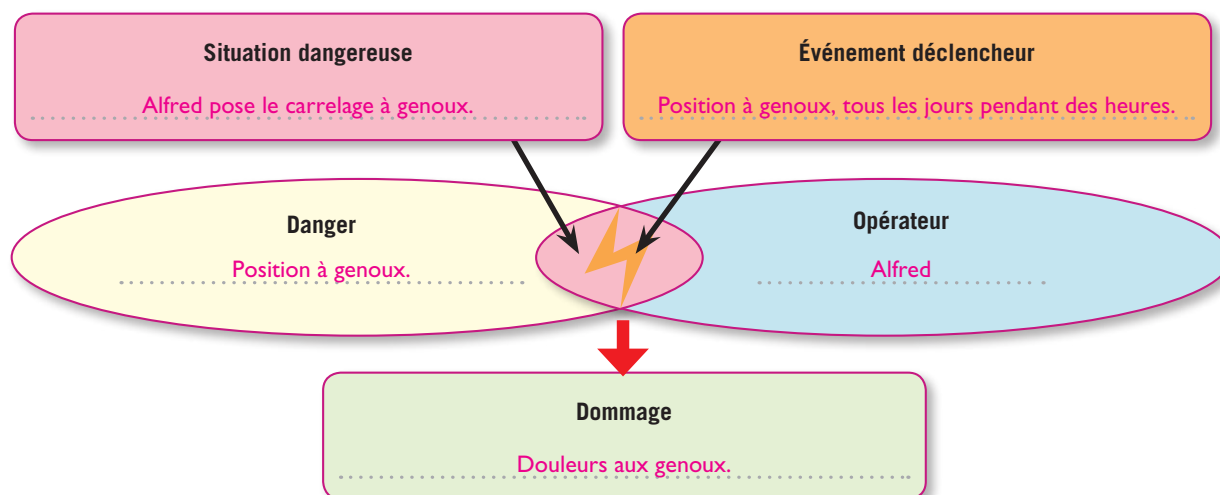 Situation dangereuse
Alfred pose le carrelage à genoux.
Événement déclencheur
Position à genoux, tous les jours pendant des heures.
Danger
Position à genoux.
Opérateur
Alfred
Dommage
Douleurs aux genoux.